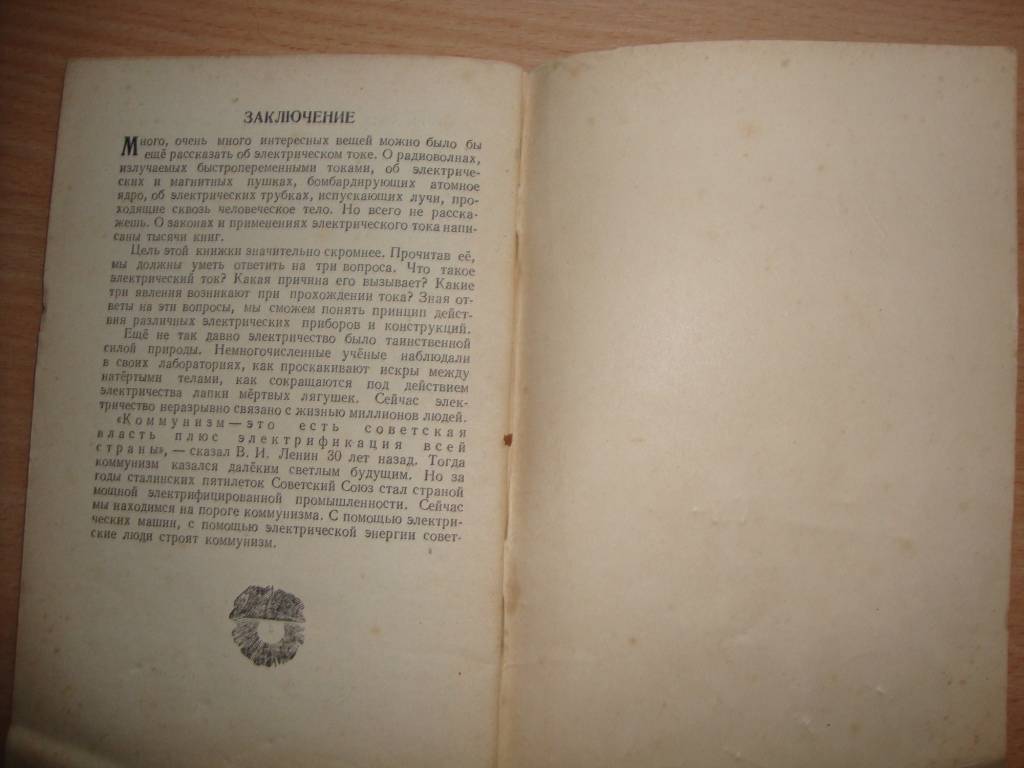 ЗАКЛЮЧЕНИЕ
Много, очень много интересных вещей можно было бы
ещё рассказать об электрическом токе. О радиоволнах,
излучаемых быстропеременными токами, об электриче-
ских и магнитных пушках, бомбардирующих атомное
ядро, об электрических трубках, испускающих лучи, про-
ходящие сквозь человеческое тело. Но всего не расска-
жешь. О законах и применениях электрического тока напи-
саны тысячи книг.
Цель этой книжки значительно скромнее. Прочитав её,
мы должны уметь ответить на три вопроса. Что такое
электрический ток? Какая причина его вызывает? Какие
три явления возникают при прохождении тока? Зная от-
веты на эти вопросы, мы сможем понять принцип дейст-
вия различных электрических приборов и конструкций.
Ещё не так давно электричество было таинственной
силой природы. Немногочисленные учёные наблюдали
в своих лабораториях, как проскакивают искры между
натёртыми телами, как сокращаются под действием
электричества лапки мёртвых лягушек. Сейчас элек-
тричество неразрывно связано с жизнью миллионов людей.
«Коммунизм — это есть советская
власть плюс электрификация всей
страны», — сказал В. И. Ленин 30 лет назад. Тогда
коммунизм казался далёким светлым будущим. Но за
годы сталинских пятилеток Советский Союз стал страной
мощной электрифицированной промышленности. Сейчас
мы находимся на пороге коммунизма. С помощью электри-
ческих машин, с помощью электрической энергии совет-
ские люди строят коммунизм.